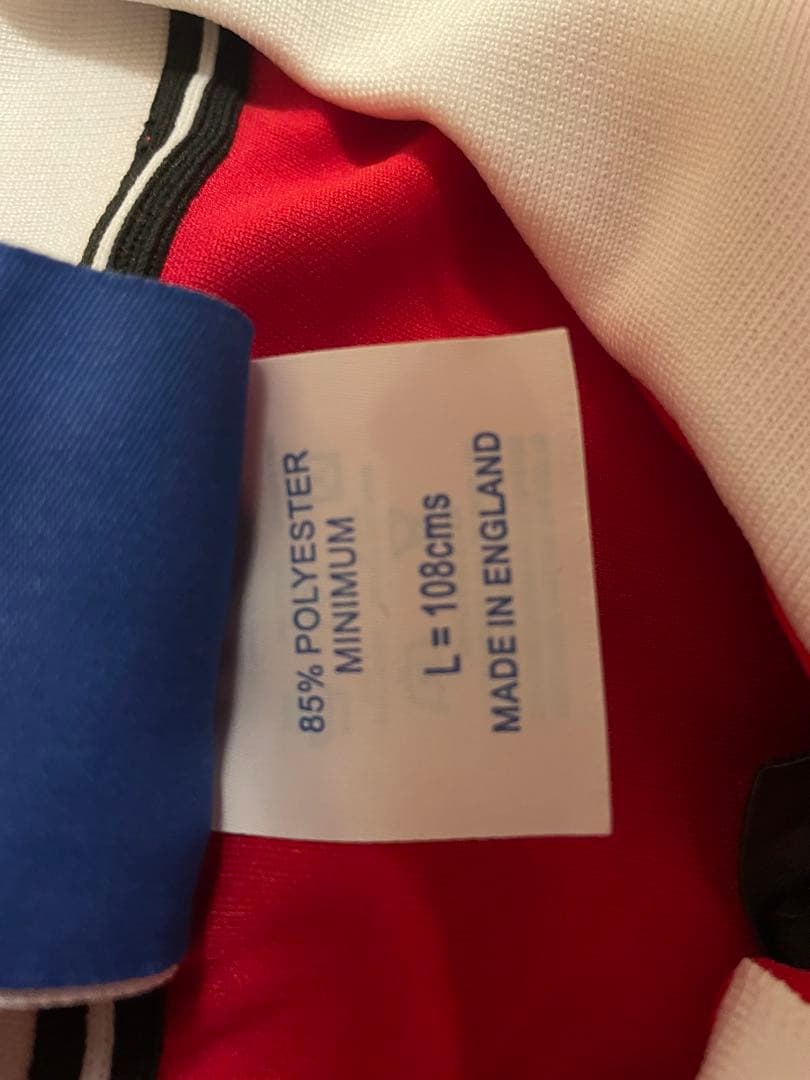 85% POLYESTER
MINIMUM
L = 108cms
MADE IN ENGLAND